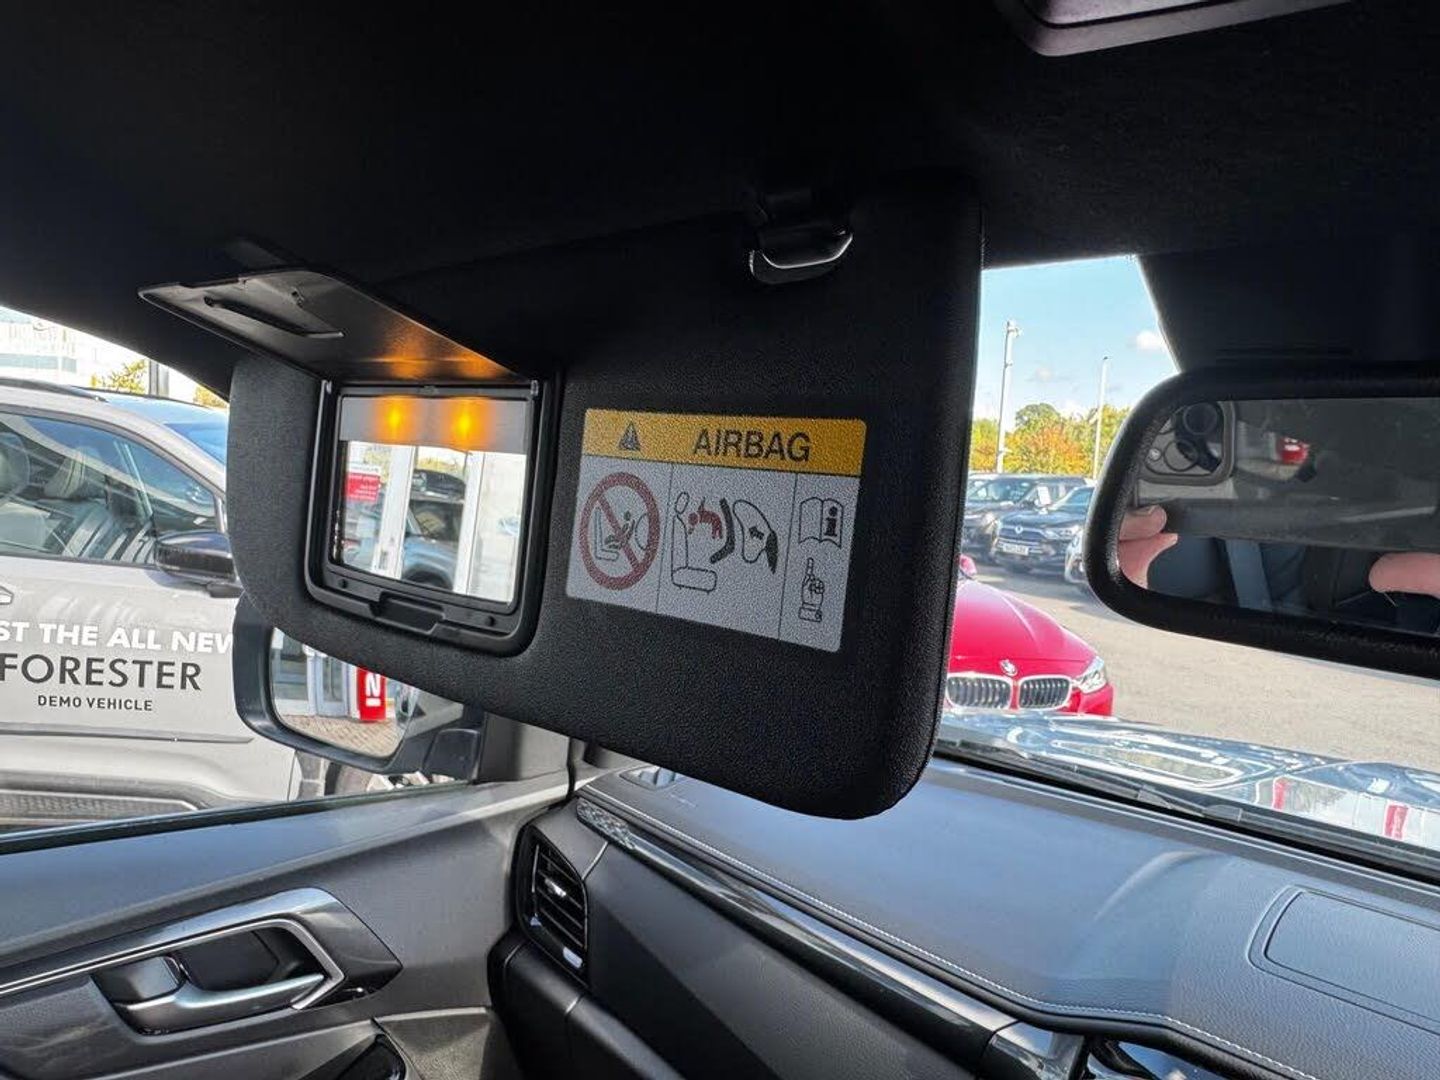 AIRBAG
ST THE ALL NEW
FORESTER
DEMO VEHICLE